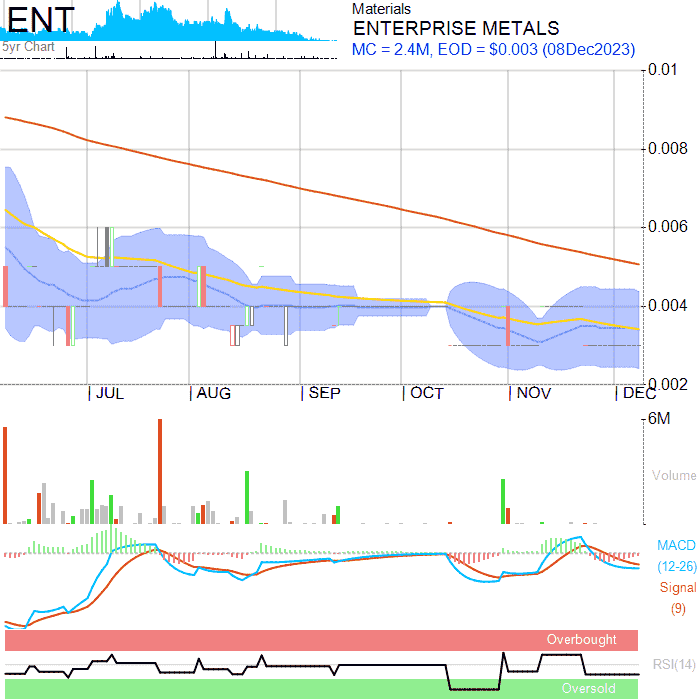 ENT
5yr Chart
Materials
ENTERPRISE METALS
MC = 2.4M, EOD = $0.003 (08Dec2023)
0.01
0.008
0.006
0.004
0.002
JUL AUG SEP OCT NOV DEC
6M
Volume
MACD
(12-26)
Signal
(9)
Overbought
RSI(14)
Oversold